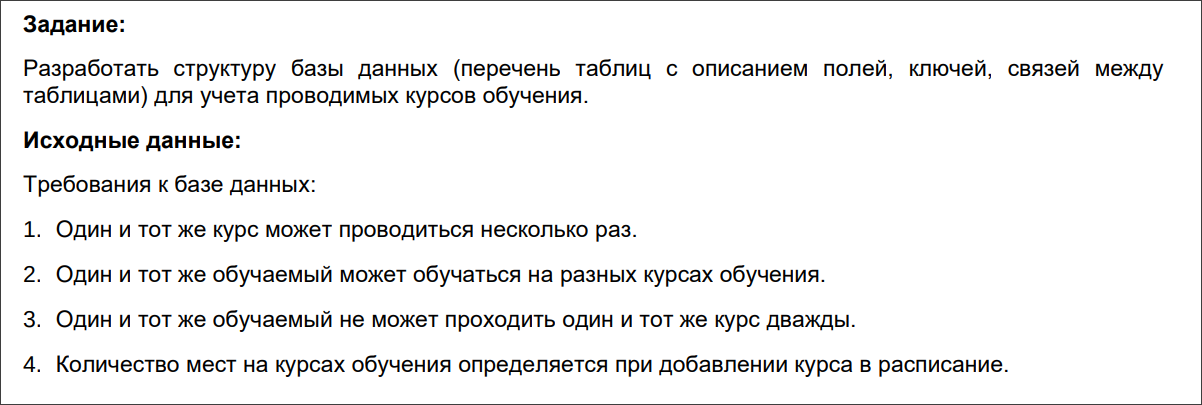 Задание:
Разработать структуру базы данных (перечень таблиц с описанием полей, ключей, связей между
таблицами) для учета проводимых курсов обучения.
Исходные данные:
Требования к базе данных:
1. Один и тот же курс может проводиться несколько раз.
2. Один и тот же обучаемый может обучаться на разных курсах обучения.
3. Один и тот же обучаемый не может проходить один и тот же курс дважды.
4. Количество мест на курсах обучения определяется при добавлении курса в расписание.